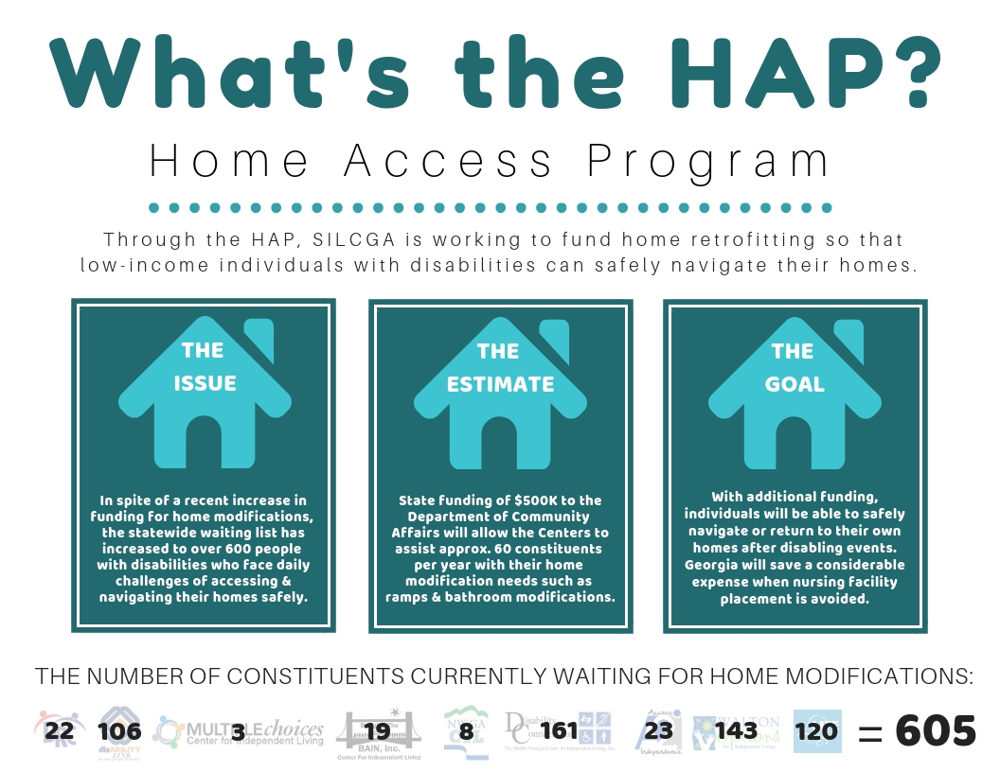 What's the HAP?
Home Access Program
Through the HAP, SILCGA is working to fund home retrofitting so that
low-income individuals with disabilities can safely navigate their homes.
THE
ISSUE
In spite of a recent increase in
funding for home modifications,
the statewide waiting list has
increased to over 600 people
with disabilities who face daily
challenges of accessing &
navigating their homes safely.
THE
ESTIMATE
State funding of $500K to the
Department of Community
Affairs will allow the Centers to
assist approx. 60 constituents
per year with their home
modification needs such as
ramps & bathroom modifications.
THE
GOAL
With additional funding,
individuals will be able to safely
navigate or return to their own
homes after disabling events.
Georgia will save a considerable
expense when nursing facility
placement is avoided.
THE NUMBER OF CONSTITUENTS CURRENTLY WAITING FOR HOME MODIFICATIONS:
22 106 3 19 8 161 23 143 120 = 605
disABILITY
LINK
choices
Center for Independent Living
BAIN, Inc.
Center For Independent Living
NWGA
Disability
The Middle Georgia Center for Independent Living, Inc.
Access
Independence
WALTON